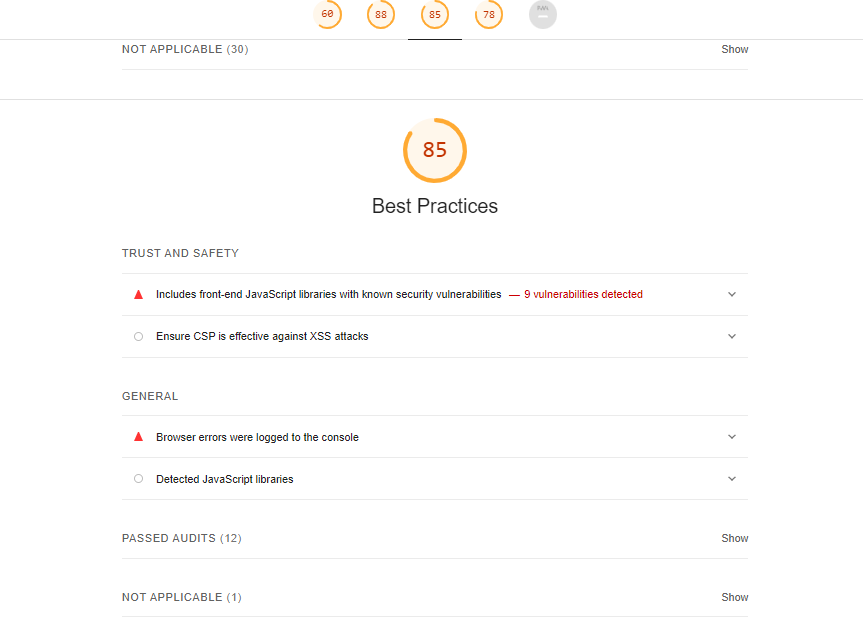 60 88 85 78
NOT APPLICABLE (30) Show
85
Best Practices
TRUST AND SAFETY
Includes front-end JavaScript libraries with known security vulnerabilities — 9 vulnerabilities detected
Ensure CSP is effective against XSS attacks
GENERAL
Browser errors were logged to the console
Detected JavaScript libraries
PASSED AUDITS (12) Show
NOT APPLICABLE (1) Show